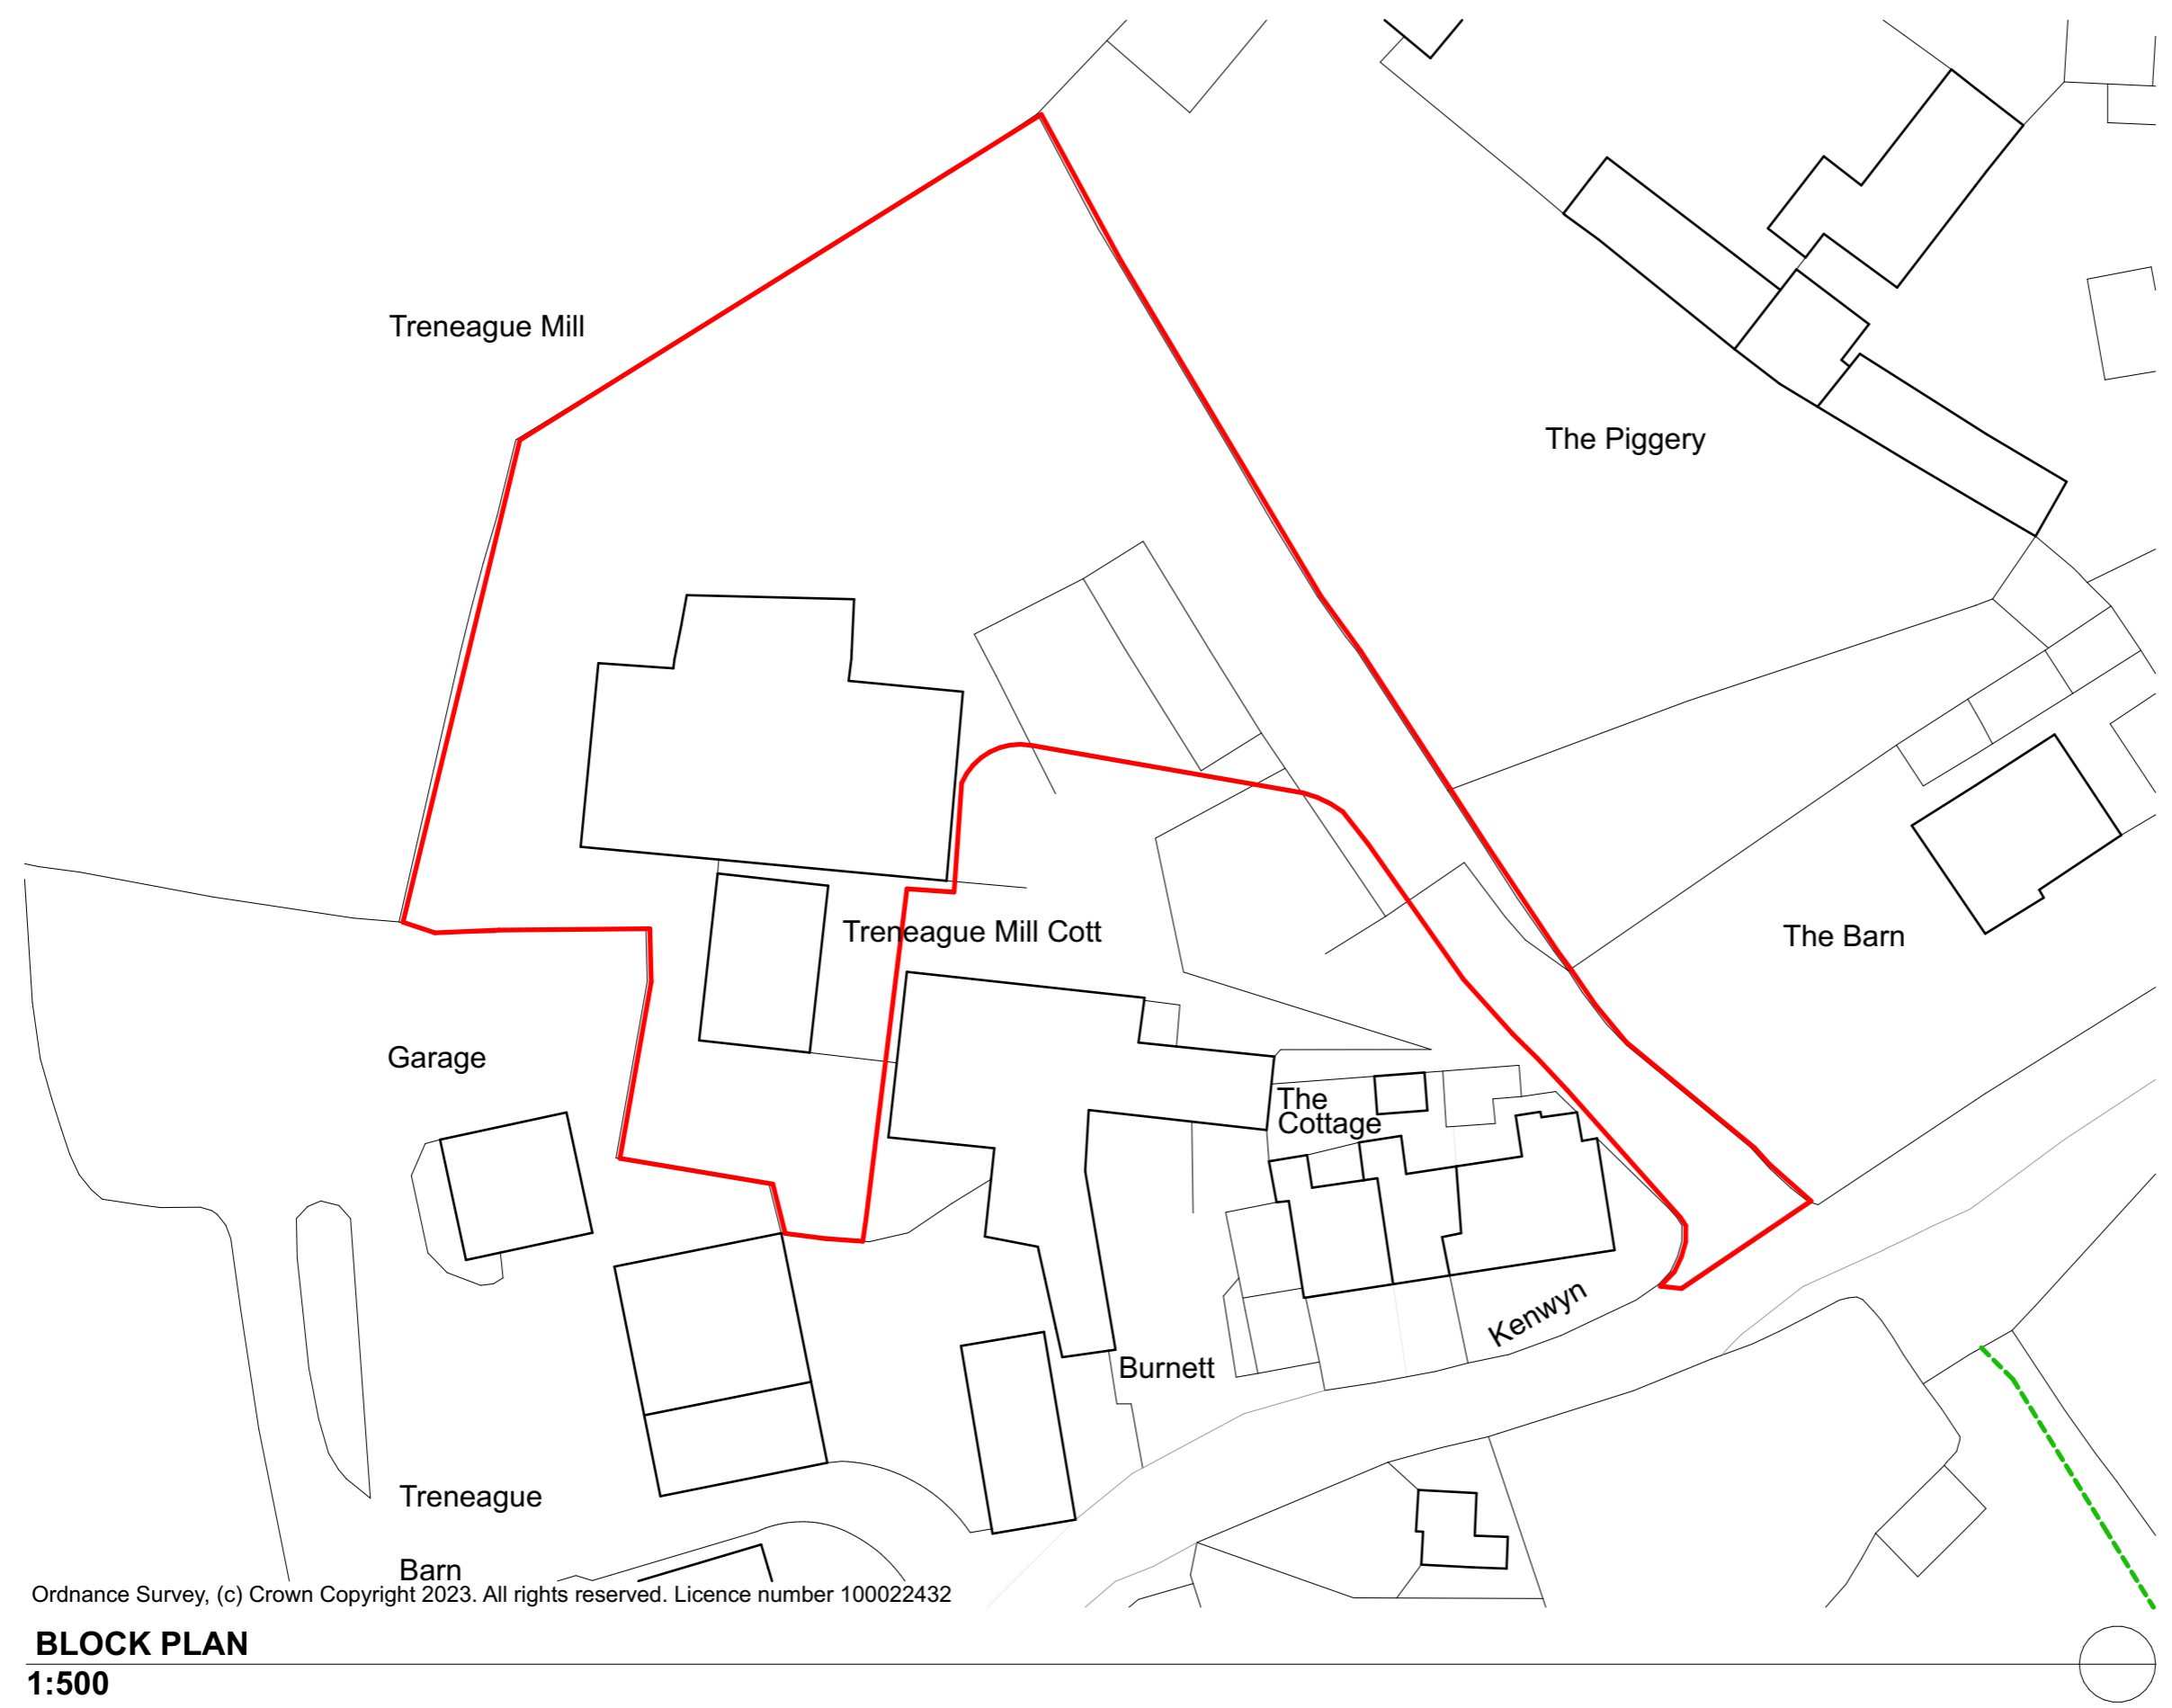 Treneague Mill
The Piggery
Treneague Mill Cott
The Barn
Garage
The
Cottage
Kenwyn
Burnett
Treneague
Barn
Ordnance Survey, (c) Crown Copyright 2023. All rights reserved. Licence number 100022432
BLOCK PLAN
1:500